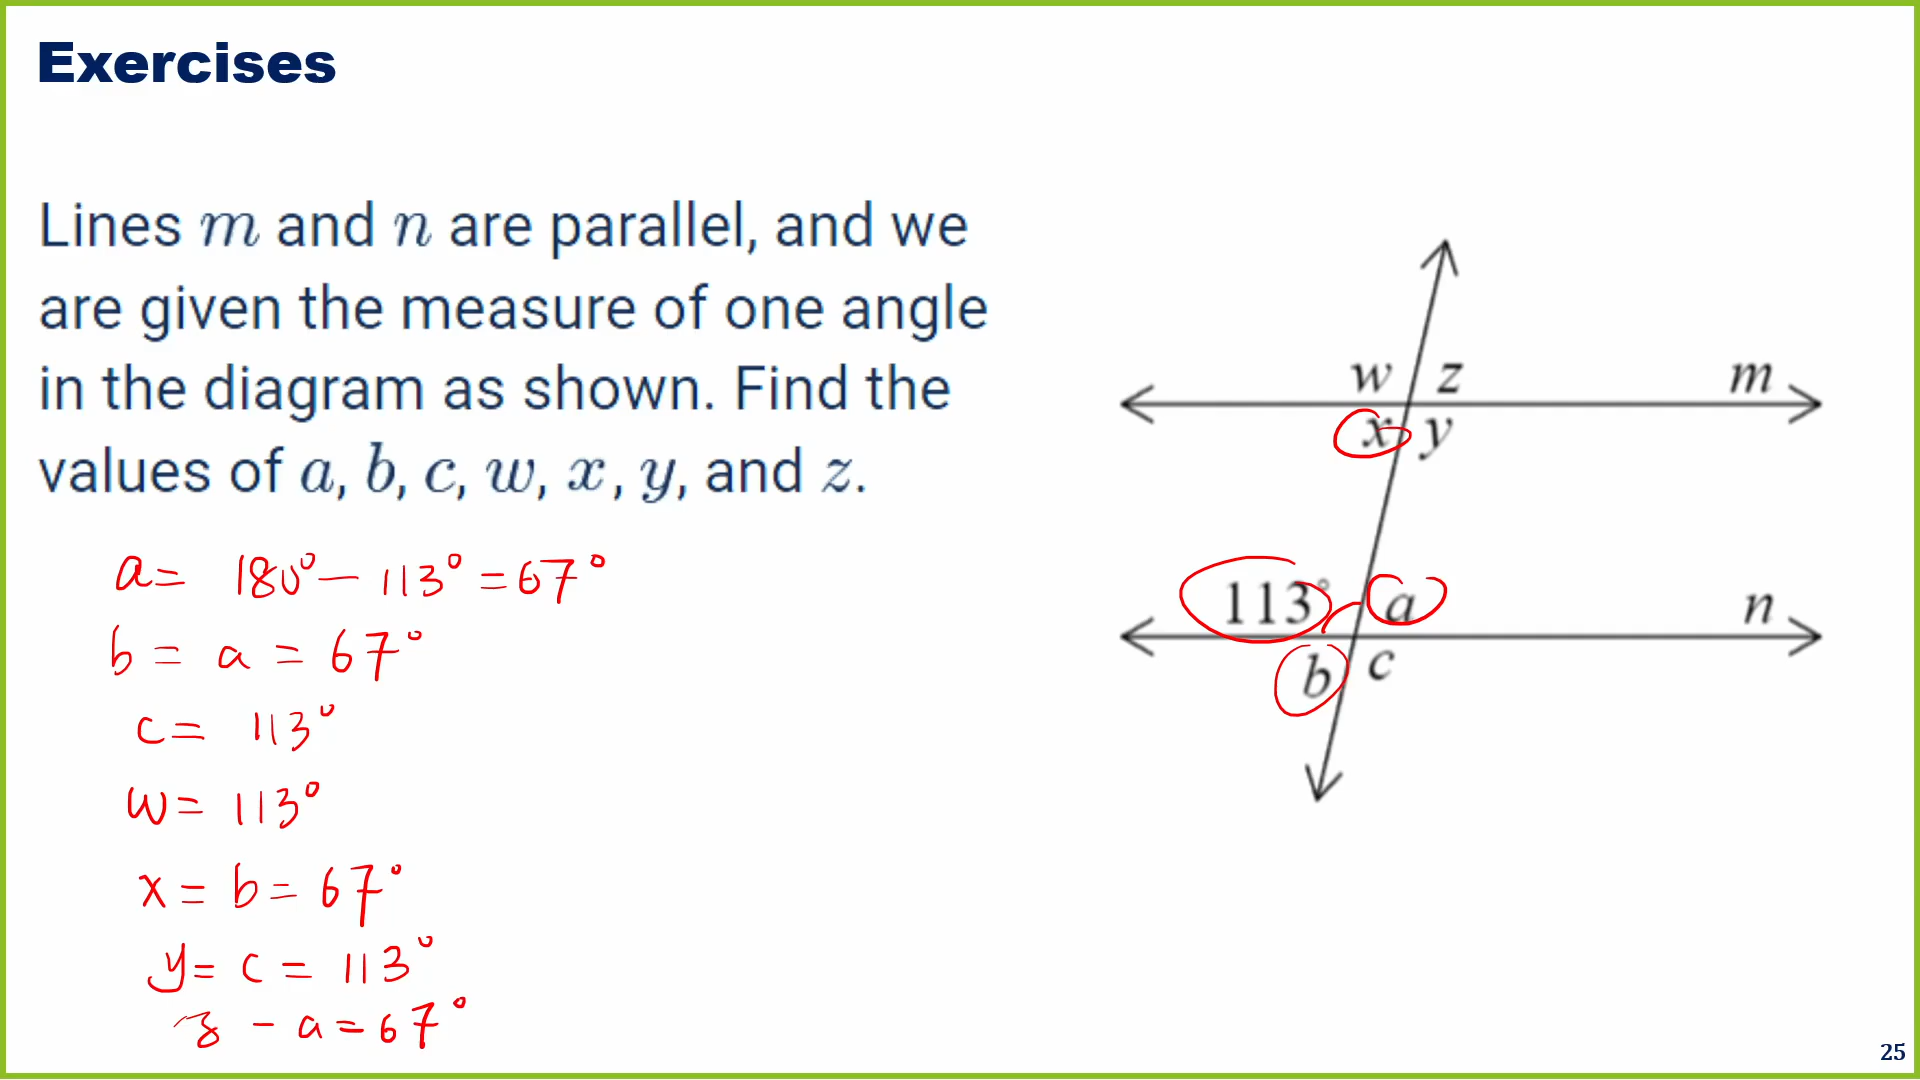 Exercises
Lines m and n are parallel, and we
are given the measure of one angle
in the diagram as shown. Find the
values of a, b, c, w, x, y, and z.
a = 180° − 113° = 67°
b = a = 67°
c = 113°
w = 113°
x = b = 67°
y = c = 113°
z - a = 67°
w z m
x y
113° a n
b c
25